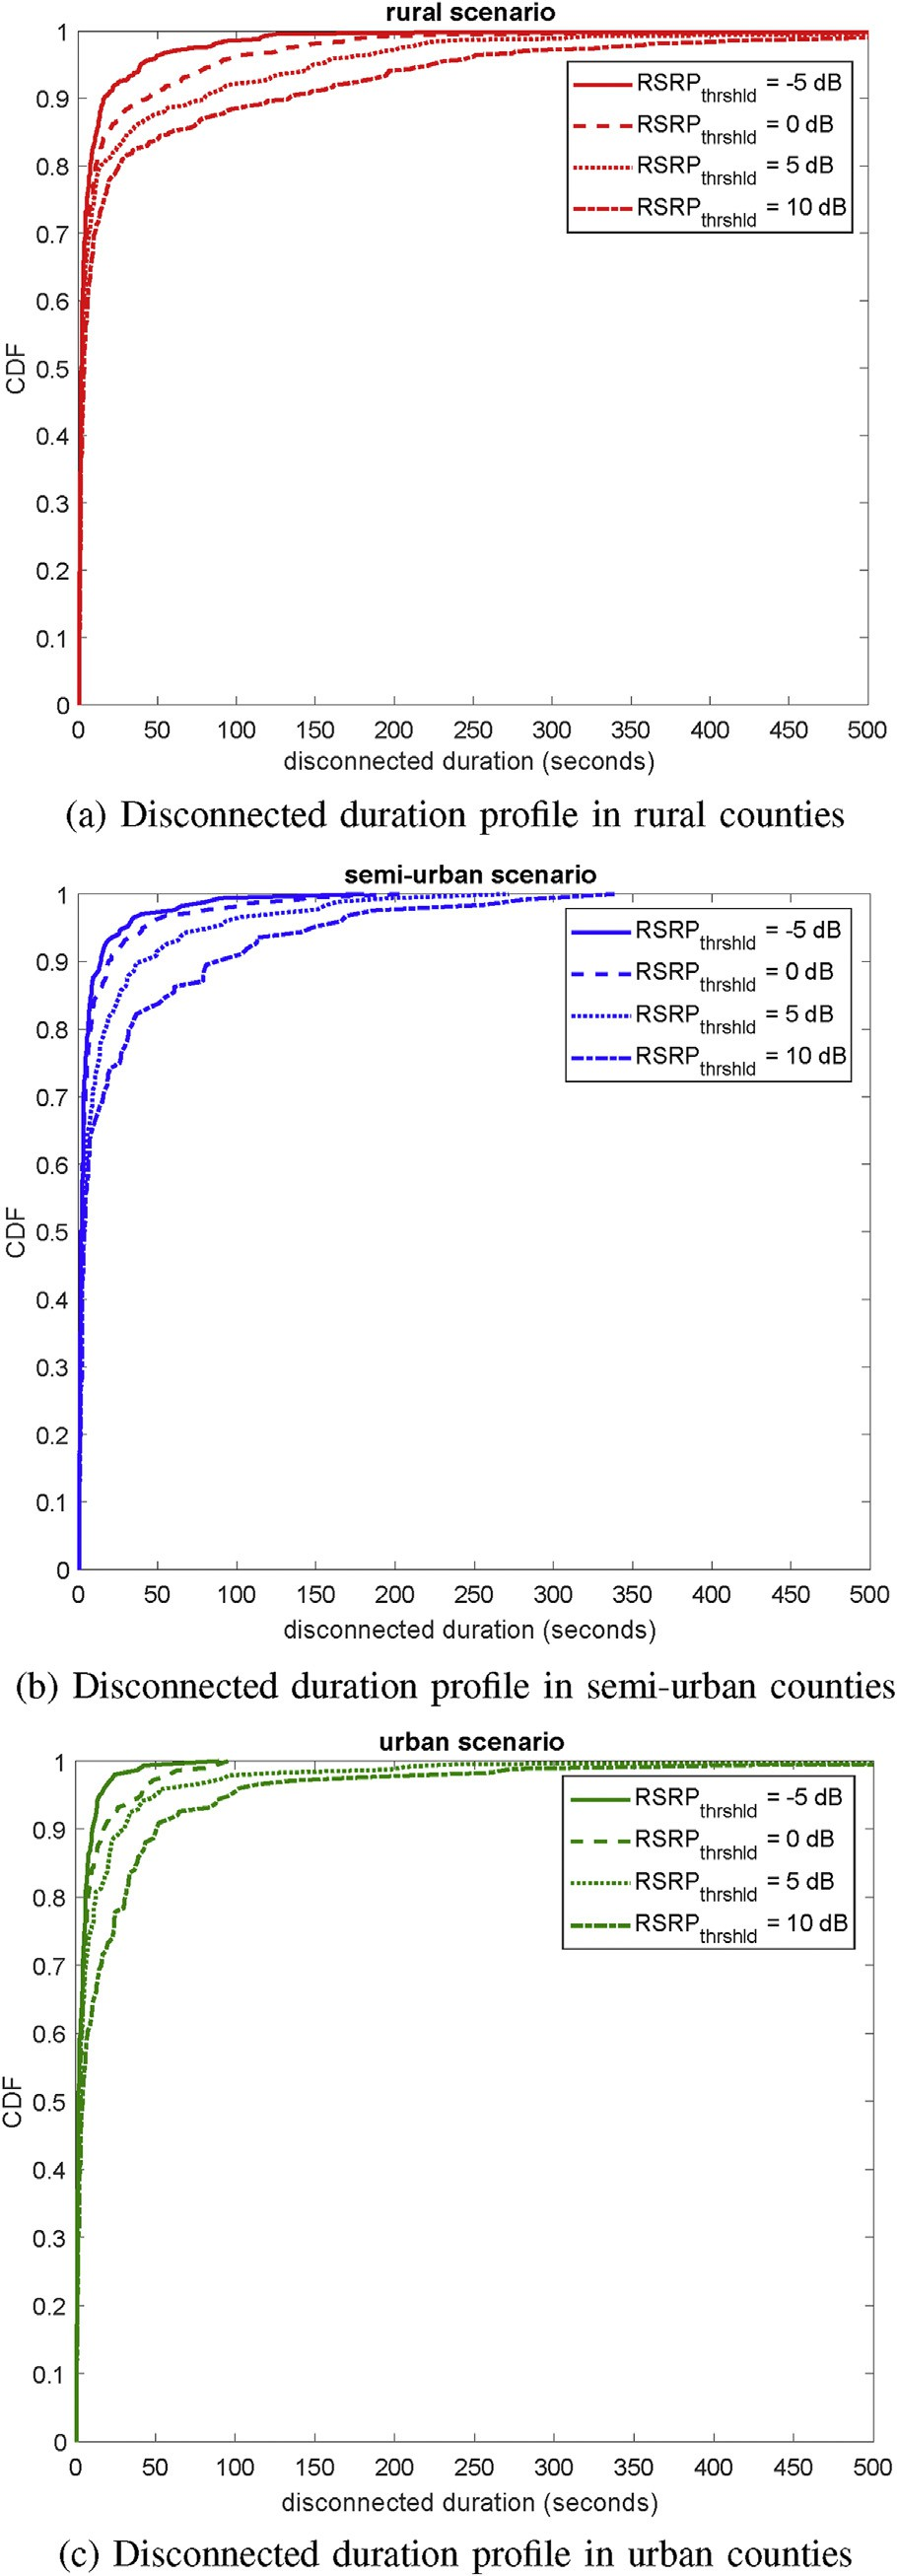 rural scenario
1
0.9
0.8
0.7
0.6
0.5
0.4
0.3
0.2
0.1
0
CDF
RSRPthrshld = -5 dB
RSRPthrshld = 0 dB
RSRPthrshld = 5 dB
RSRPthrshld = 10 dB
0 50 100 150 200 250 300 350 400 450 500
disconnected duration (seconds)
(a) Disconnected duration profile in rural counties
semi-urban scenario
1
0.9
0.8
0.7
0.6
0.5
0.4
0.3
0.2
0.1
0
CDF
RSRPthrshld = -5 dB
RSRPthrshld = 0 dB
RSRPthrshld = 5 dB
RSRPthrshld = 10 dB
0 50 100 150 200 250 300 350 400 450 500
disconnected duration (seconds)
(b) Disconnected duration profile in semi-urban counties
urban scenario
1
0.9
0.8
0.7
0.6
0.5
0.4
0.3
0.2
0.1
0
CDF
RSRPthrshld = -5 dB
RSRPthrshld = 0 dB
RSRPthrshld = 5 dB
RSRPthrshld = 10 dB
0 50 100 150 200 250 300 350 400 450 500
disconnected duration (seconds)
(c) Disconnected duration profile in urban counties